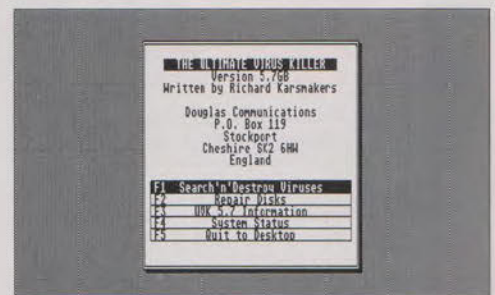 THE ULTIMATE VIRUS KILLER
Version 5.7GB
Written by Richard Karsmakers
Douglas Communications
P.O. Box 119
Stockport
Cheshire SK2 6HW
England
F1 Search'n'Destroy Viruses
F2 Repair Disks
F3 UVK 5.7 Information
F4 System Status
F5 Quit to Desktop